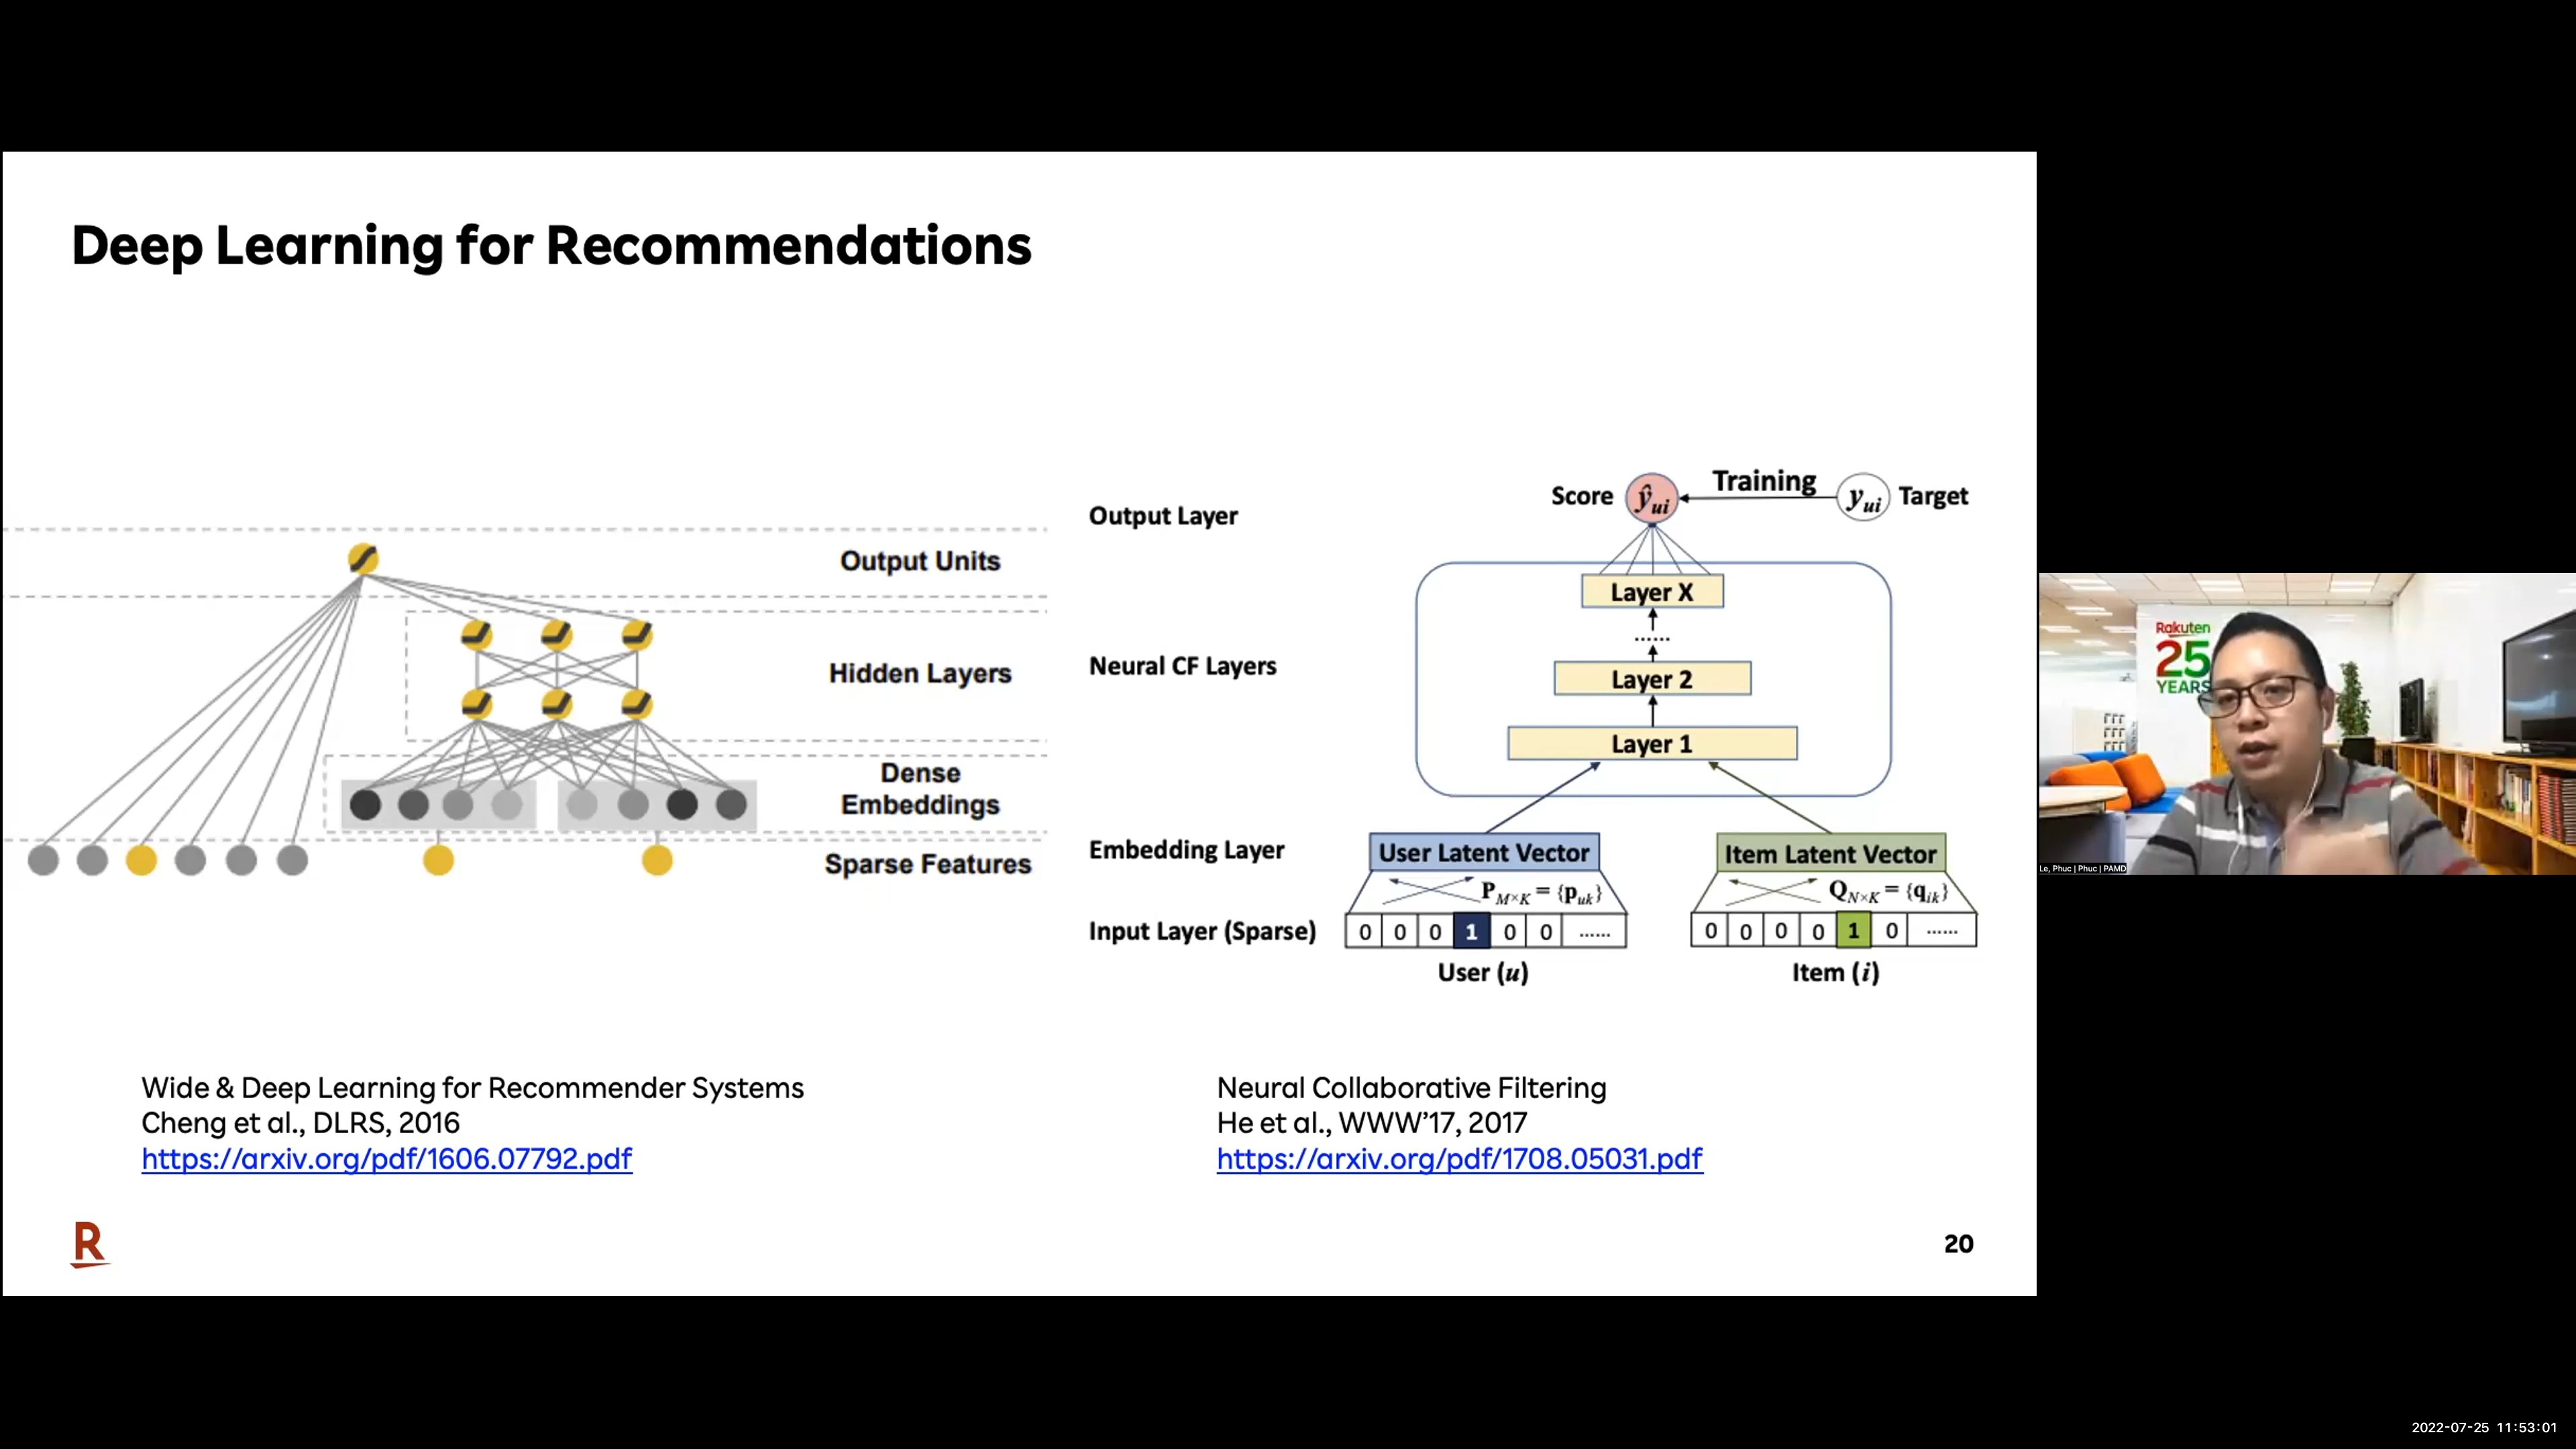 Deep Learning for Recommendations
Output Units
Hidden Layers
Dense
Embeddings
Sparse Features
Output Layer
Score ŷui Training yui Target
Layer X
......
Neural CF Layers
Layer 2
Layer 1
Embedding Layer
User Latent Vector
Item Latent Vector
P M×K = {p uk}
Q N×K = {q ik}
Input Layer (Sparse)
0 0 0 1 0 0 ......
0 0 0 0 1 0 ......
User (u)
Item (i)
Wide & Deep Learning for Recommender Systems
Cheng et al., DLRS, 2016
https://arxiv.org/pdf/1606.07792.pdf
Neural Collaborative Filtering
He et al., WWW’17, 2017
https://arxiv.org/pdf/1708.05031.pdf
R
20
Rakuten
25
YEARS
Le, Phuc | Phuc | PAMD
2022-07-25 11:53:01